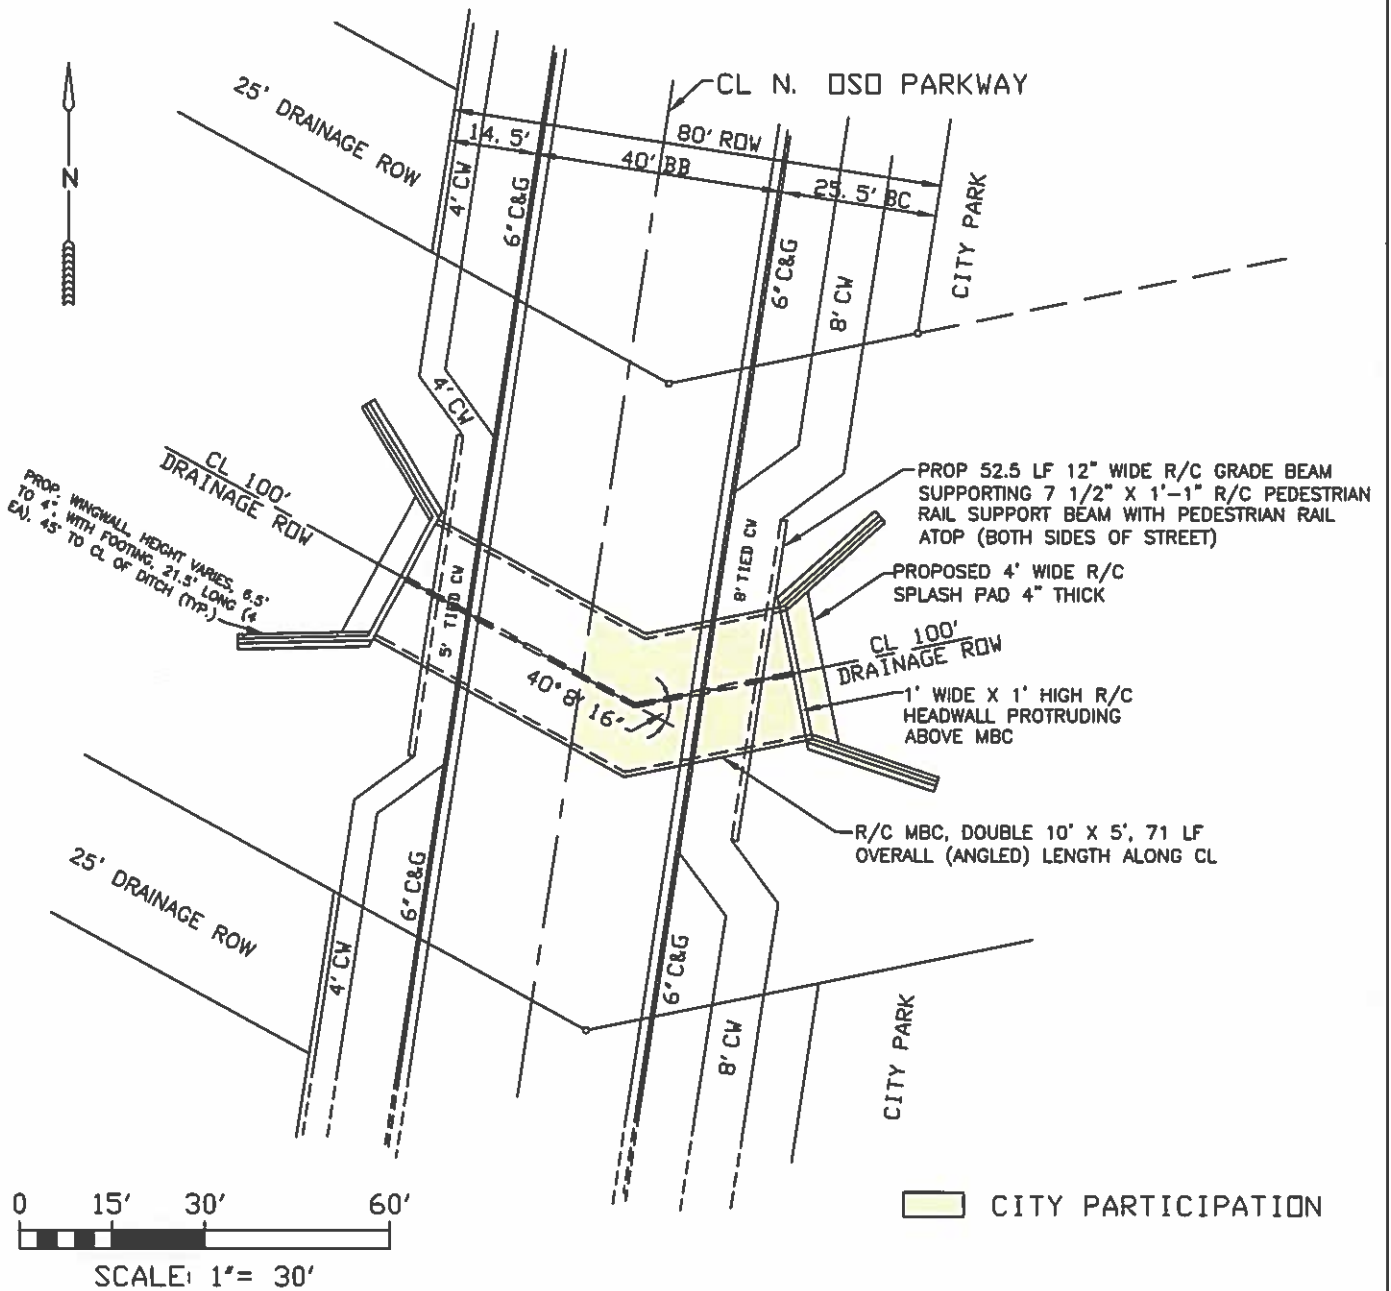 CL N. OSO PARKWAY
25' DRAINAGE ROW
80' ROW
14. 5'
40' BB
25. 5' BC
4' CW
6" C&G
CITY PARK
N
6" C&G
8' CW
4' CW
CL 100'
DRAINAGE ROW
PROP. WINGWALL, HEIGHT VARIES, 6.5'
TO 4', WITH FOOTING, 21.5' LONG (4
EA). 45° TO CL OF DITCH (TYP.)
PROP 52.5 LF 12" WIDE R/C GRADE BEAM
SUPPORTING 7 1/2" X 1'-1" R/C PEDESTRIAN
RAIL SUPPORT BEAM WITH PEDESTRIAN RAIL
ATOP (BOTH SIDES OF STREET)
8' TIED CW
5' TIED CW
PROPOSED 4' WIDE R/C
SPLASH PAD 4" THICK
CL 100'
DRAINAGE ROW
40° 8' 16"
1' WIDE X 1' HIGH R/C
HEADWALL PROTRUDING
ABOVE MBC
R/C MBC, DOUBLE 10' X 5', 71 LF
OVERALL (ANGLED) LENGTH ALONG CL
25' DRAINAGE ROW
6" C&G
4' CW
6" C&G
8' CW
CITY PARK
0 15' 30' 60'
SCALE: 1"= 30'
CITY PARTICIPATION